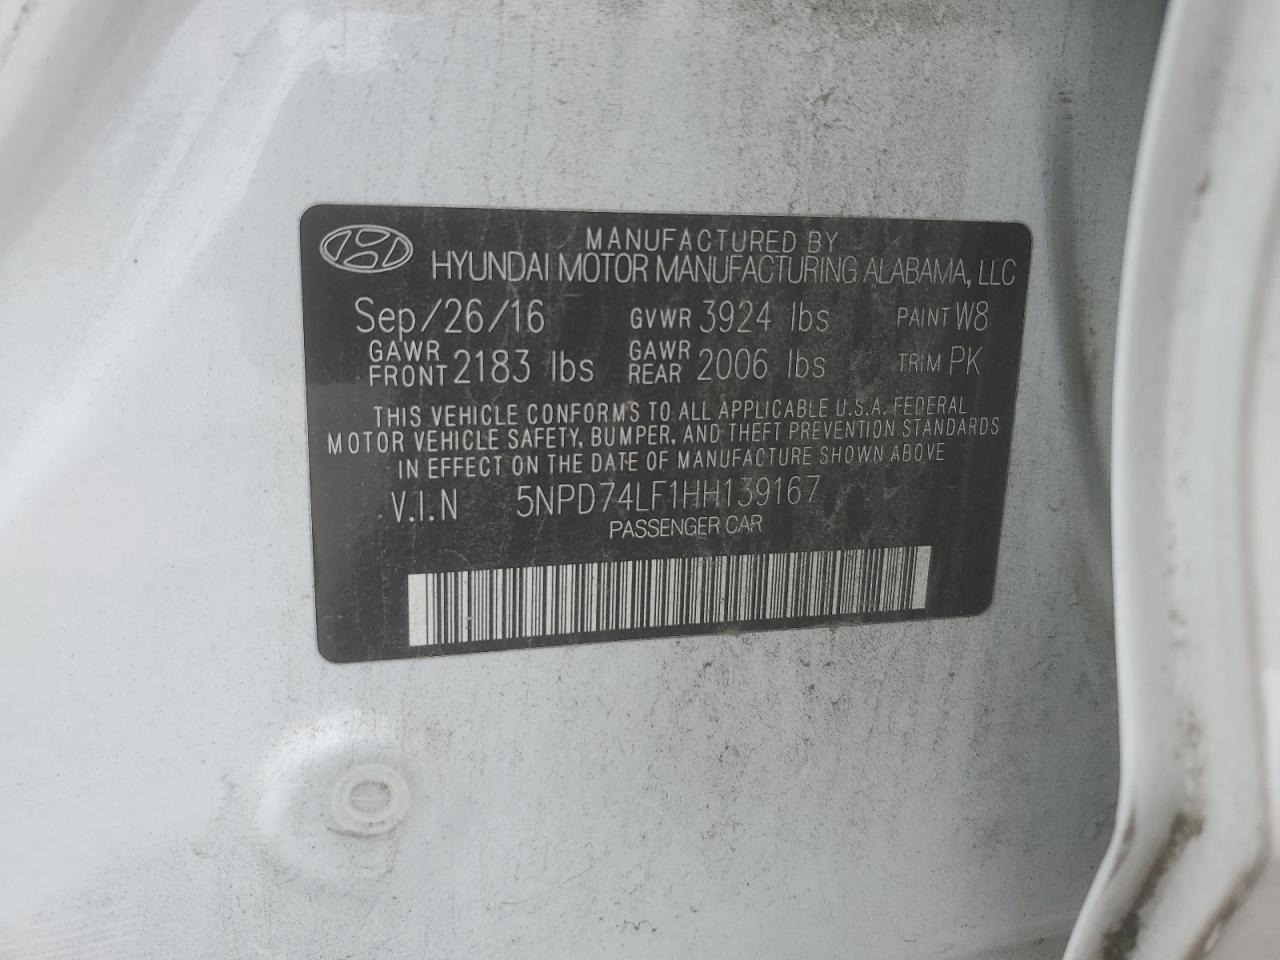 MANUFACTURED BY
HYUNDAI MOTOR MANUFACTURING ALABAMA, LLC
Sep/26/16 GVWR 3924 lbs PAINT W8
GAWR FRONT 2183 lbs GAWR REAR 2006 lbs TRIM PK
THIS VEHICLE CONFORMS TO ALL APPLICABLE U.S.A. FEDERAL
MOTOR VEHICLE SAFETY, BUMPER, AND THEFT PREVENTION STANDARDS
IN EFFECT ON THE DATE OF MANUFACTURE SHOWN ABOVE
V.I.N 5NPD74LF1HH139167
PASSENGER CAR